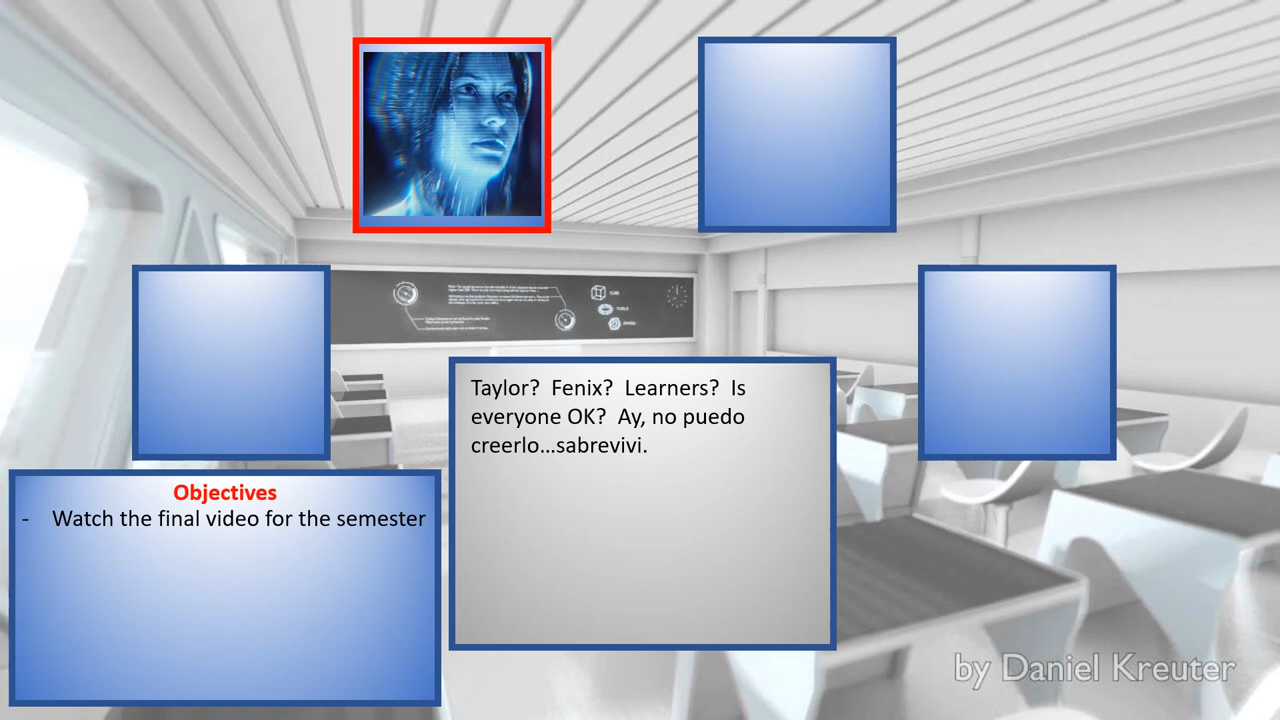 Taylor?  Fenix?  Learners?  Is
everyone OK?  Ay, no puedo
creerlo…sabrevivi.
Objectives
-    Watch the final video for the semester
by Daniel Kreuter